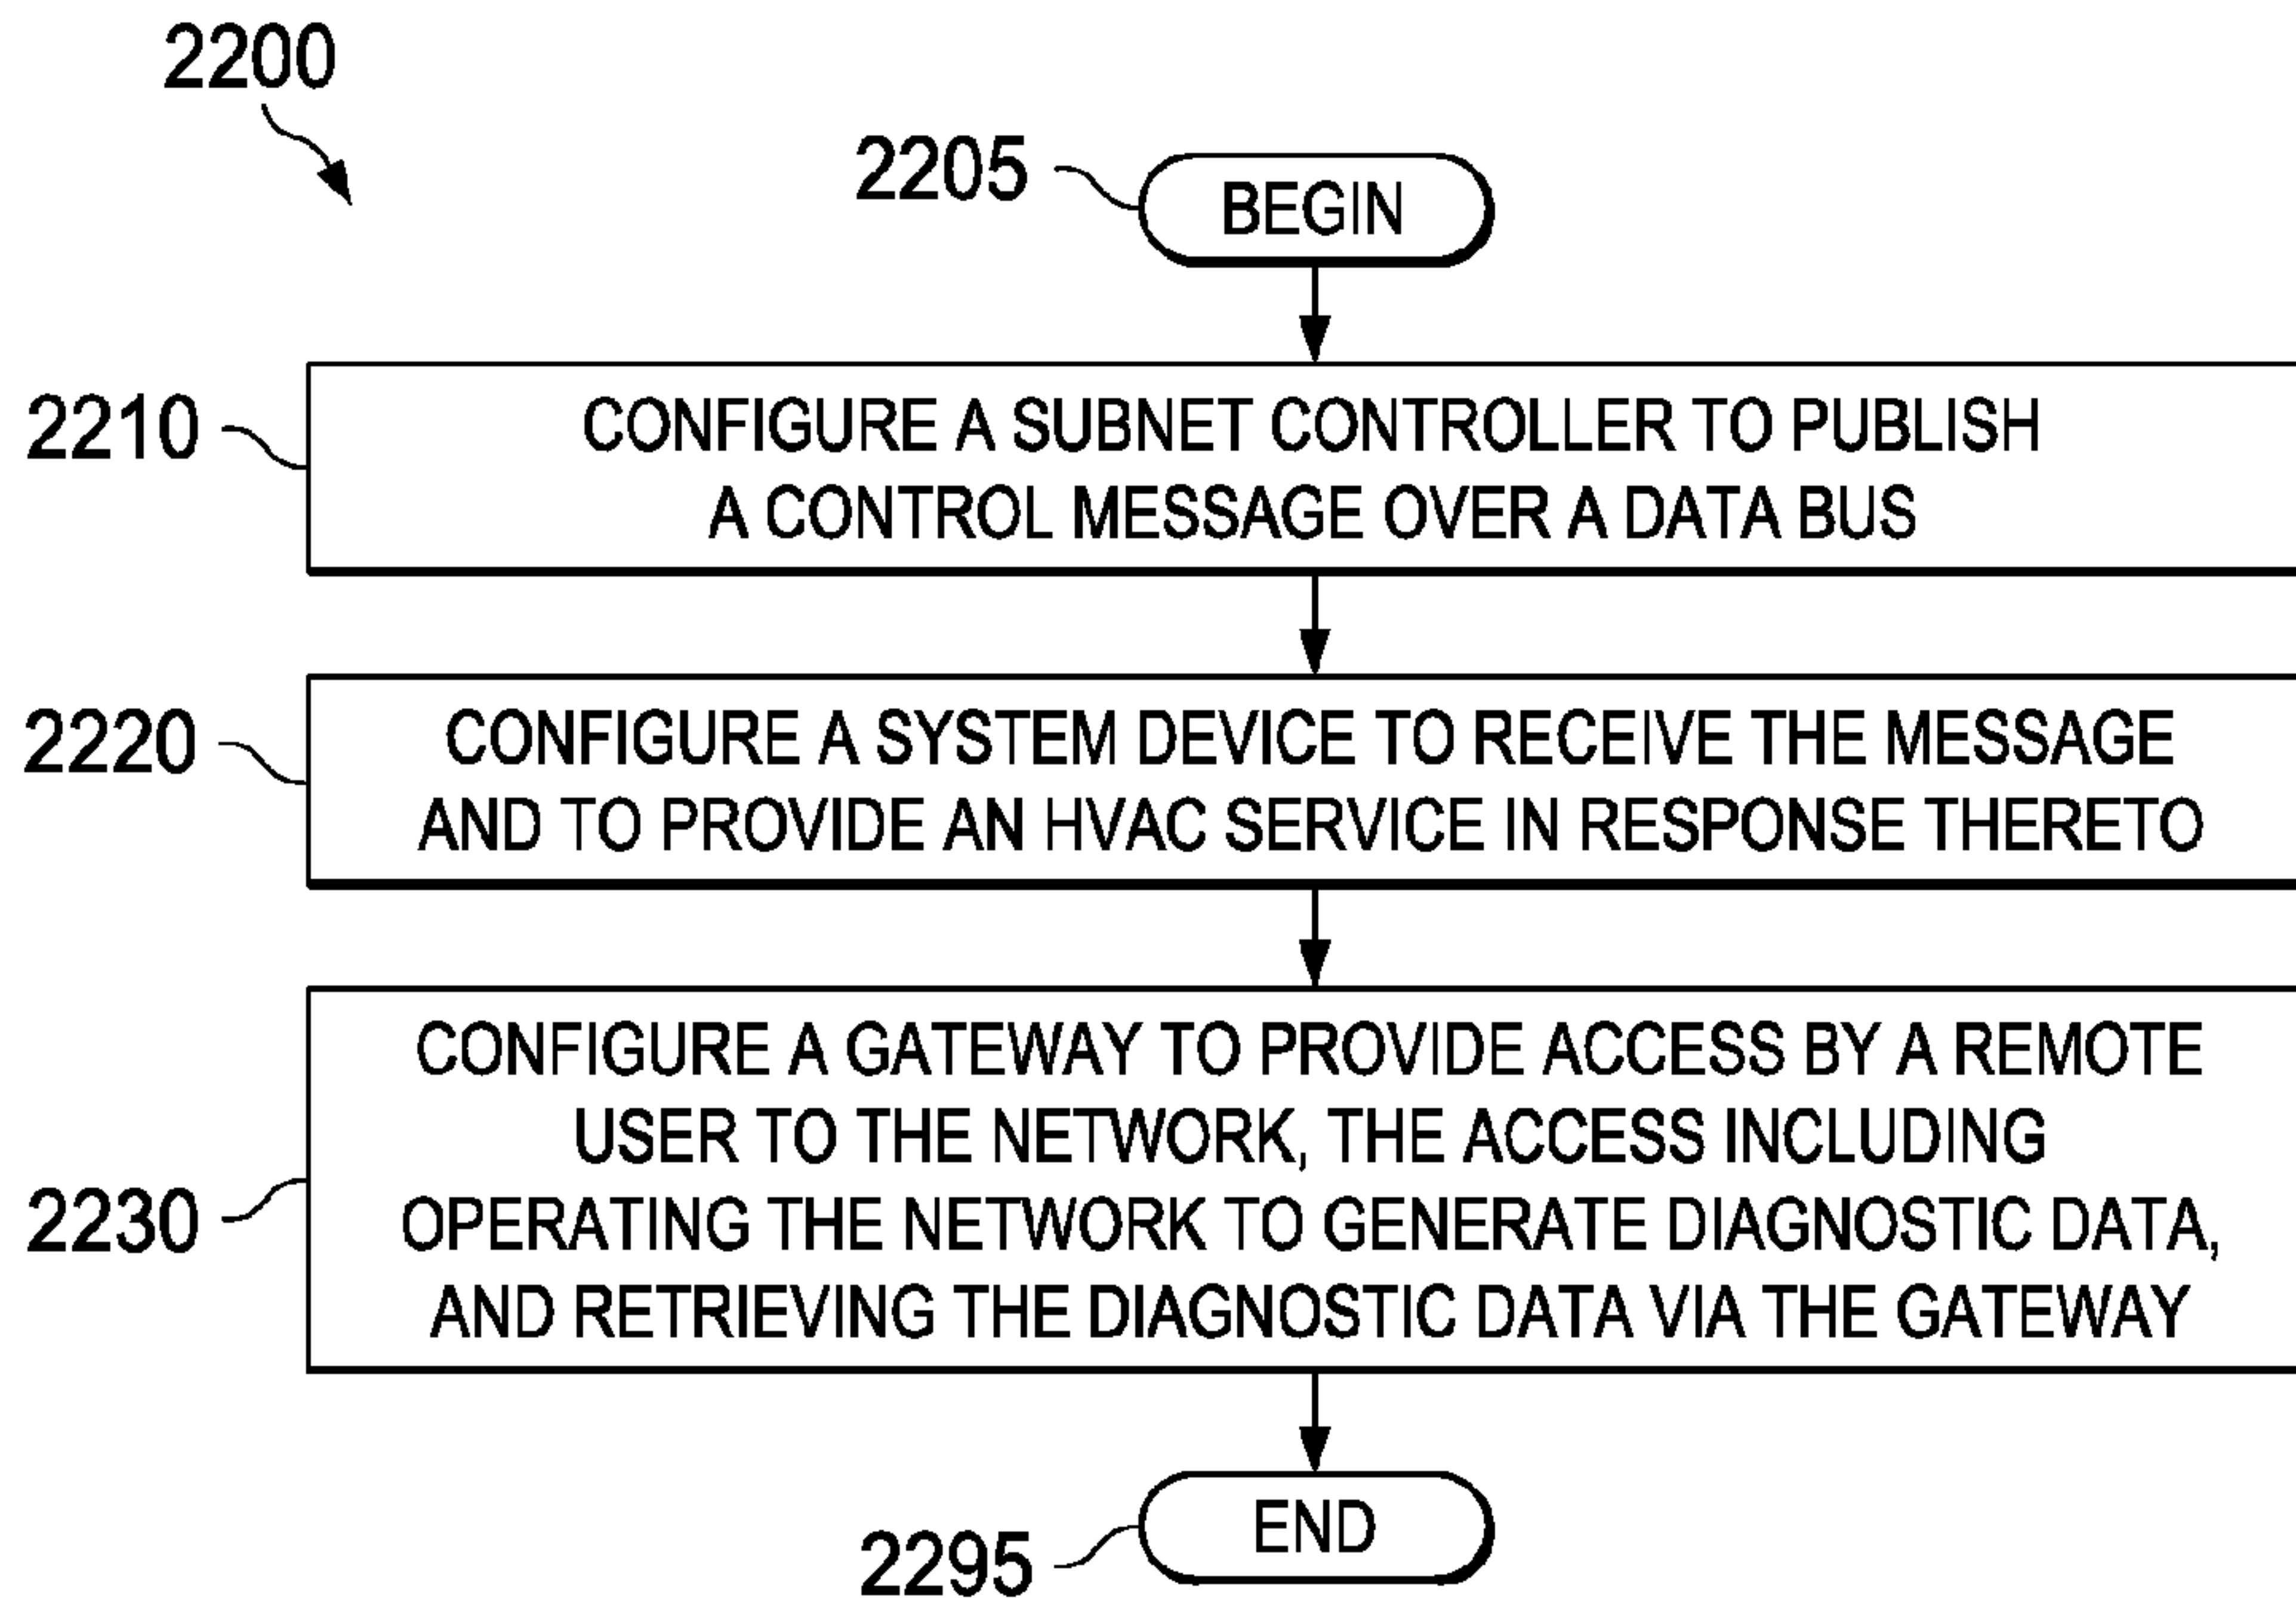 2200
2205
BEGIN
2210
CONFIGURE A SUBNET CONTROLLER TO PUBLISH
A CONTROL MESSAGE OVER A DATA BUS
2220
CONFIGURE A SYSTEM DEVICE TO RECEIVE THE MESSAGE
AND TO PROVIDE AN HVAC SERVICE IN RESPONSE THERETO
2230
CONFIGURE A GATEWAY TO PROVIDE ACCESS BY A REMOTE
USER TO THE NETWORK, THE ACCESS INCLUDING
OPERATING THE NETWORK TO GENERATE DIAGNOSTIC DATA,
AND RETRIEVING THE DIAGNOSTIC DATA VIA THE GATEWAY
2295
END